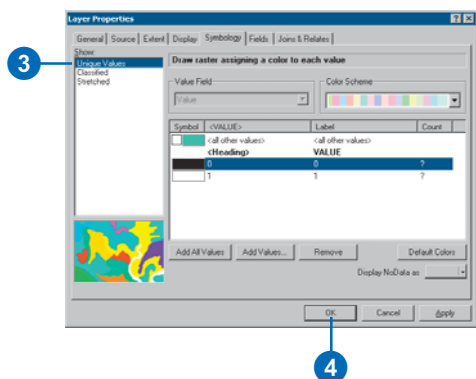 Layer Properties
General Source Extent Display Symbology Fields Joins & Relates
Show:
Unique Values
Classified
Stretched
Draw raster assigning a color to each value
Value Field
Value
Color Scheme
Symbol <VALUE> Label Count
<all other values> <all other values>
<Heading> VALUE
0 0 ?
1 1 ?
Add All Values Add Values... Remove Default Colors
Display NoData as
OK Cancel Apply
3
4